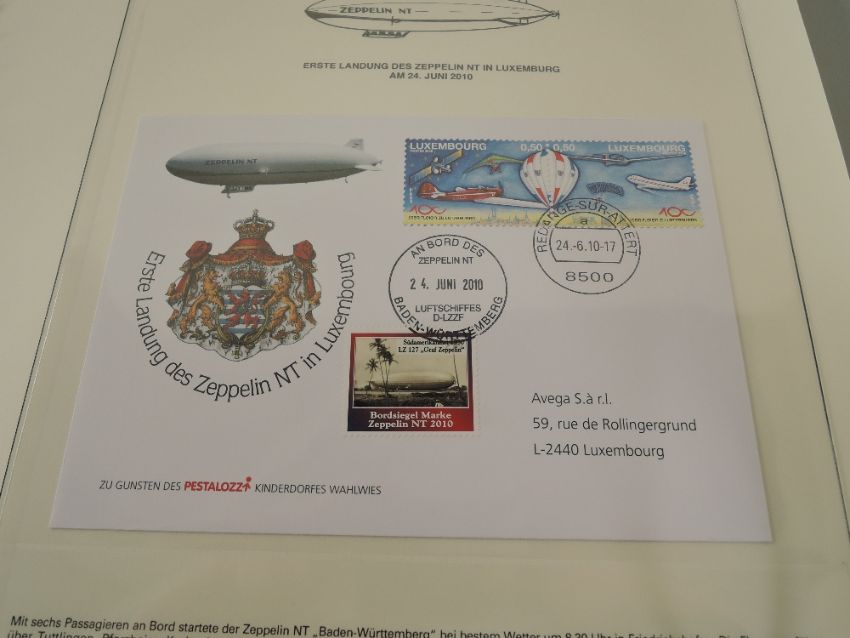 ZEPPELIN NT
ERSTE LANDUNG DES ZEPPELIN NT IN LUXEMBURG
AM 24. JUNI 2010
ZEPPELIN NT
LUXEMBOURG 0,50
0,50 LUXEMBOURG
100
100
REDANGE-SUR-ATTERT
a
24.-6.10-17
8500
AN BORD DES
ZEPPELIN NT
24. JUNI 2010
LUFTSCHIFFES
D-LZZF
BADEN-WÜRTTEMBERG
Erste Landung des Zeppelin NT in Luxembourg
LZ 127 „Graf Zeppelin“
Bordsiegel Marke
Zeppelin NT 2010
Avega S.à r.l.
59, rue de Rollingergrund
L-2440 Luxembourg
ZU GUNSTEN DES PESTALOZZI KINDERDORFES WAHLWIES
Mit sechs Passagieren an Bord startete der Zeppelin NT „Baden-Württemberg“ bei bestem Wetter um 8.30 Uhr in
über Tuttlingen,